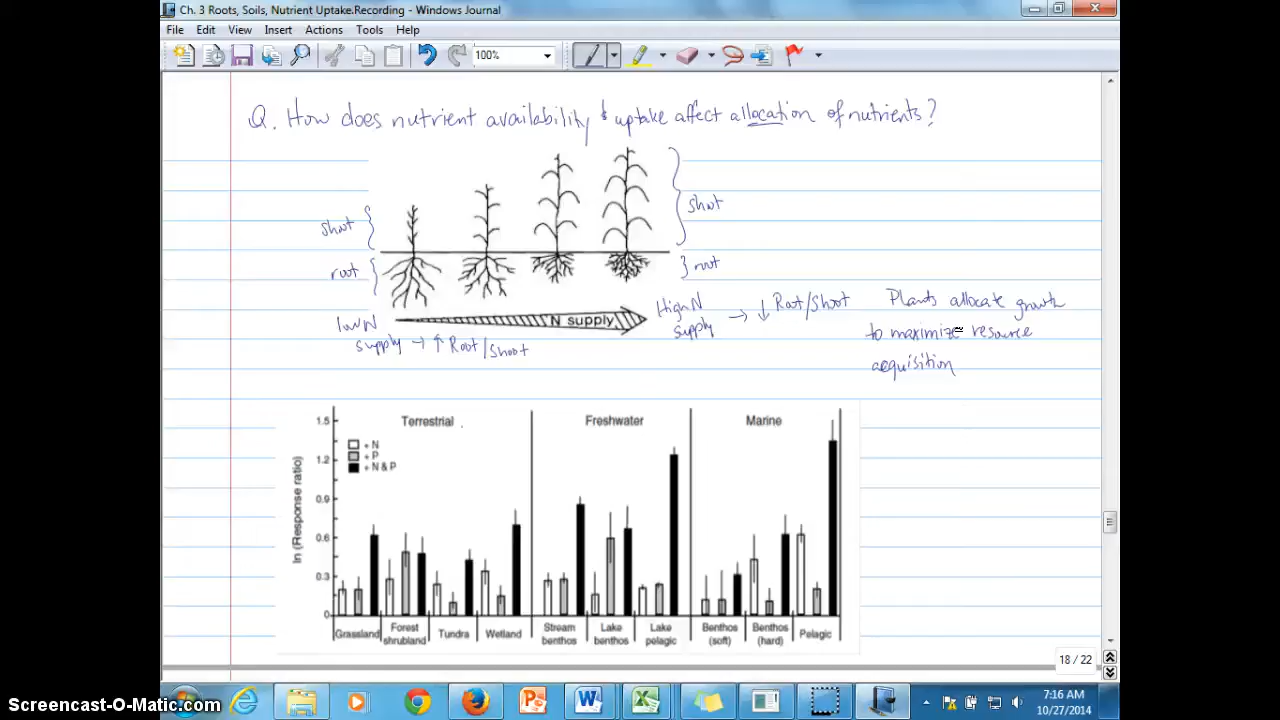 Ch. 3 Roots, Soils, Nutrient Uptake.Recording - Windows Journal
File Edit View Insert Actions Tools Help
100%
Q. How does nutrient availability & uptake affect allocation of nutrients?
shoot
root
shoot
root
N supply
low N
supply → ↑ Root/Shoot
High N
supply → ↓ Root/Shoot
Plants allocate growth
to maximize resource
acquisition
Terrestrial Freshwater Marine
+ N
+ P
+ N & P
ln (Response ratio)
1.5
1.2
0.9
0.6
0.3
0
Grassland
Forest
shrubland
Tundra
Wetland
Stream
benthos
Lake
benthos
Lake
pelagic
Benthos
(soft)
Benthos
(hard)
Pelagic
18 / 22
7:16 AM
10/27/2014
Screencast-O-Matic.com